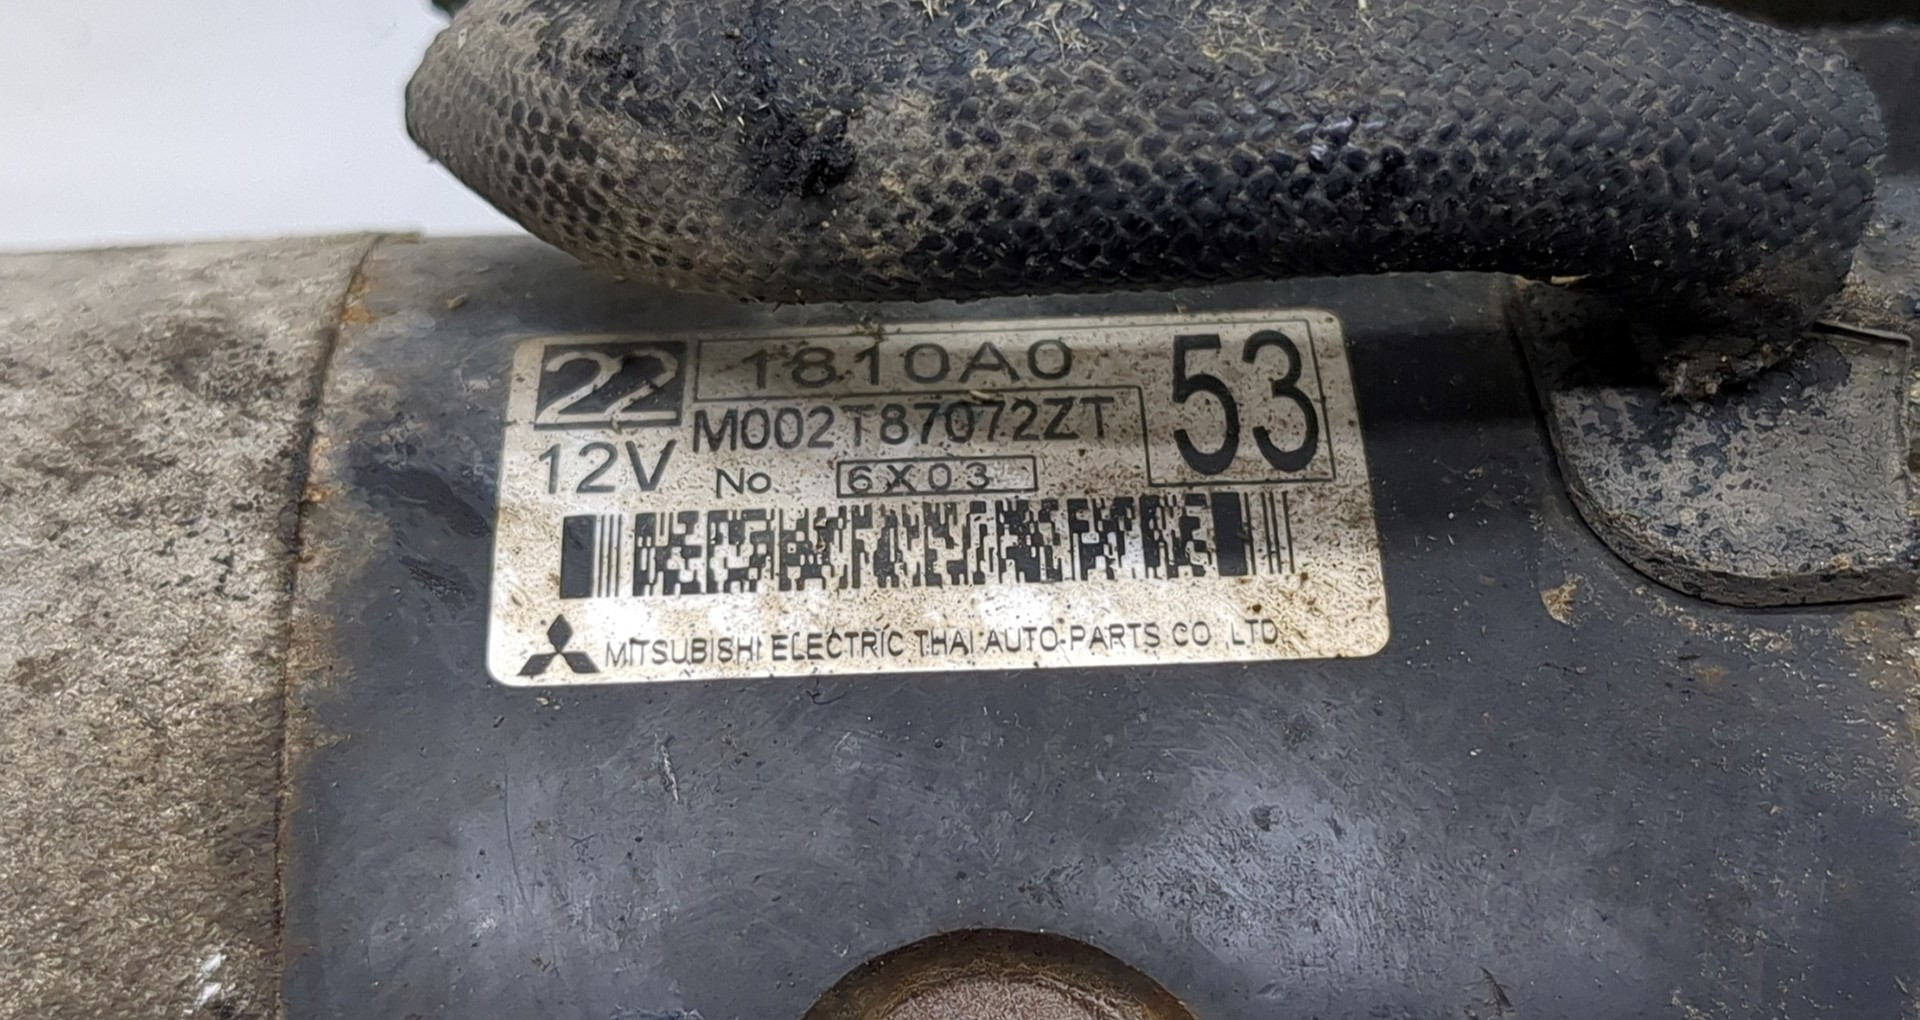 22 1810A0 53
M002T87072ZT
12V No. 6X03
MITSUBISHI ELECTRIC THAI AUTO-PARTS CO.,LTD.